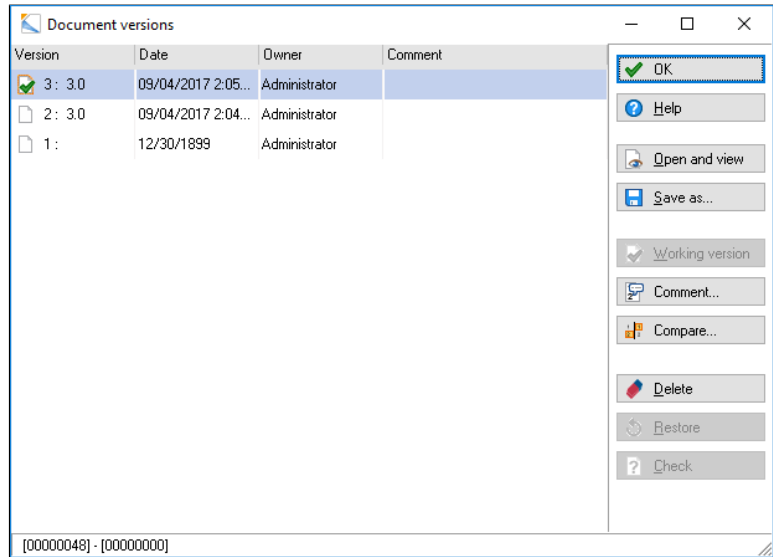 Document versions
Version Date Owner Comment
3 : 3.0 09/04/2017 2:05... Administrator
2 : 3.0 09/04/2017 2:04... Administrator
1 : 12/30/1899 Administrator
OK
Help
Open and view
Save as...
Working version
Comment...
Compare...
Delete
Restore
Check
[00000048] - [00000000]